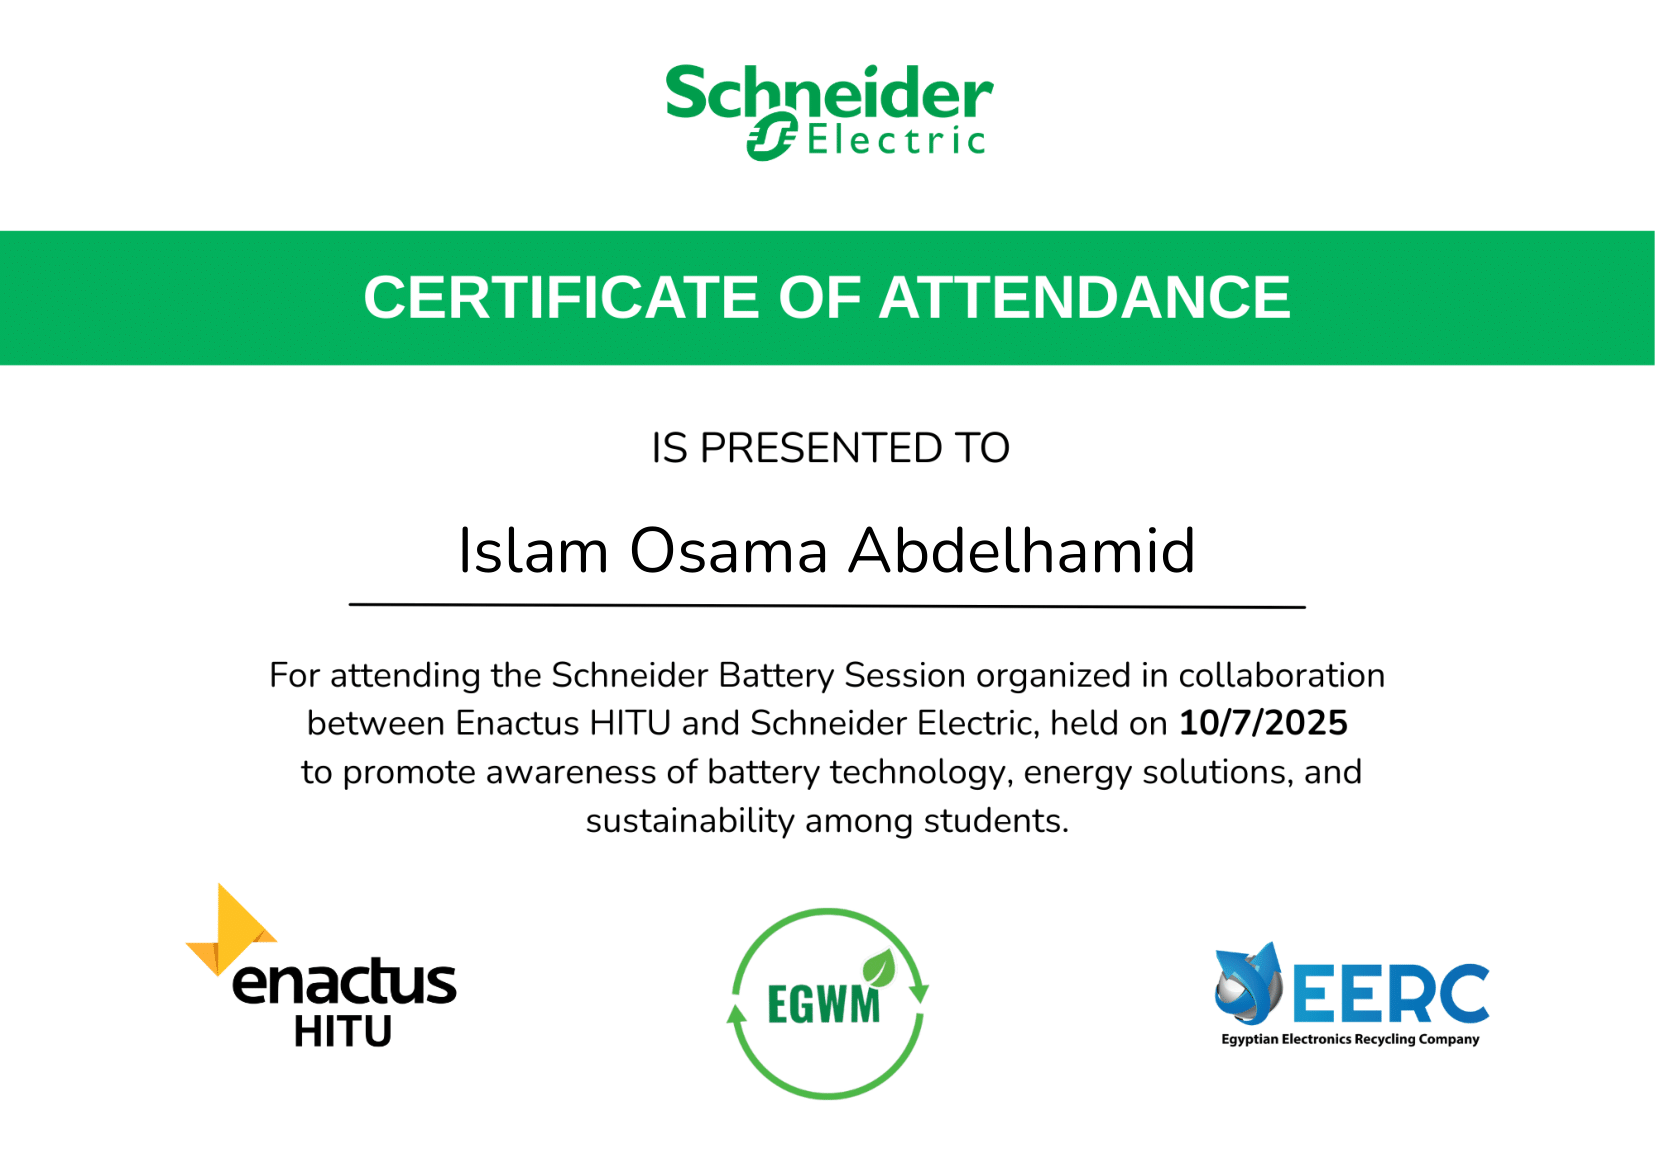 Schneider
Electric
CERTIFICATE OF ATTENDANCE
IS PRESENTED TO
Islam Osama Abdelhamid
For attending the Schneider Battery Session organized in collaboration
between Enactus HITU and Schneider Electric, held on 10/7/2025
to promote awareness of battery technology, energy solutions, and
sustainability among students.
enactus
HITU
EGWM
EERC
Egyptian Electronics Recycling Company